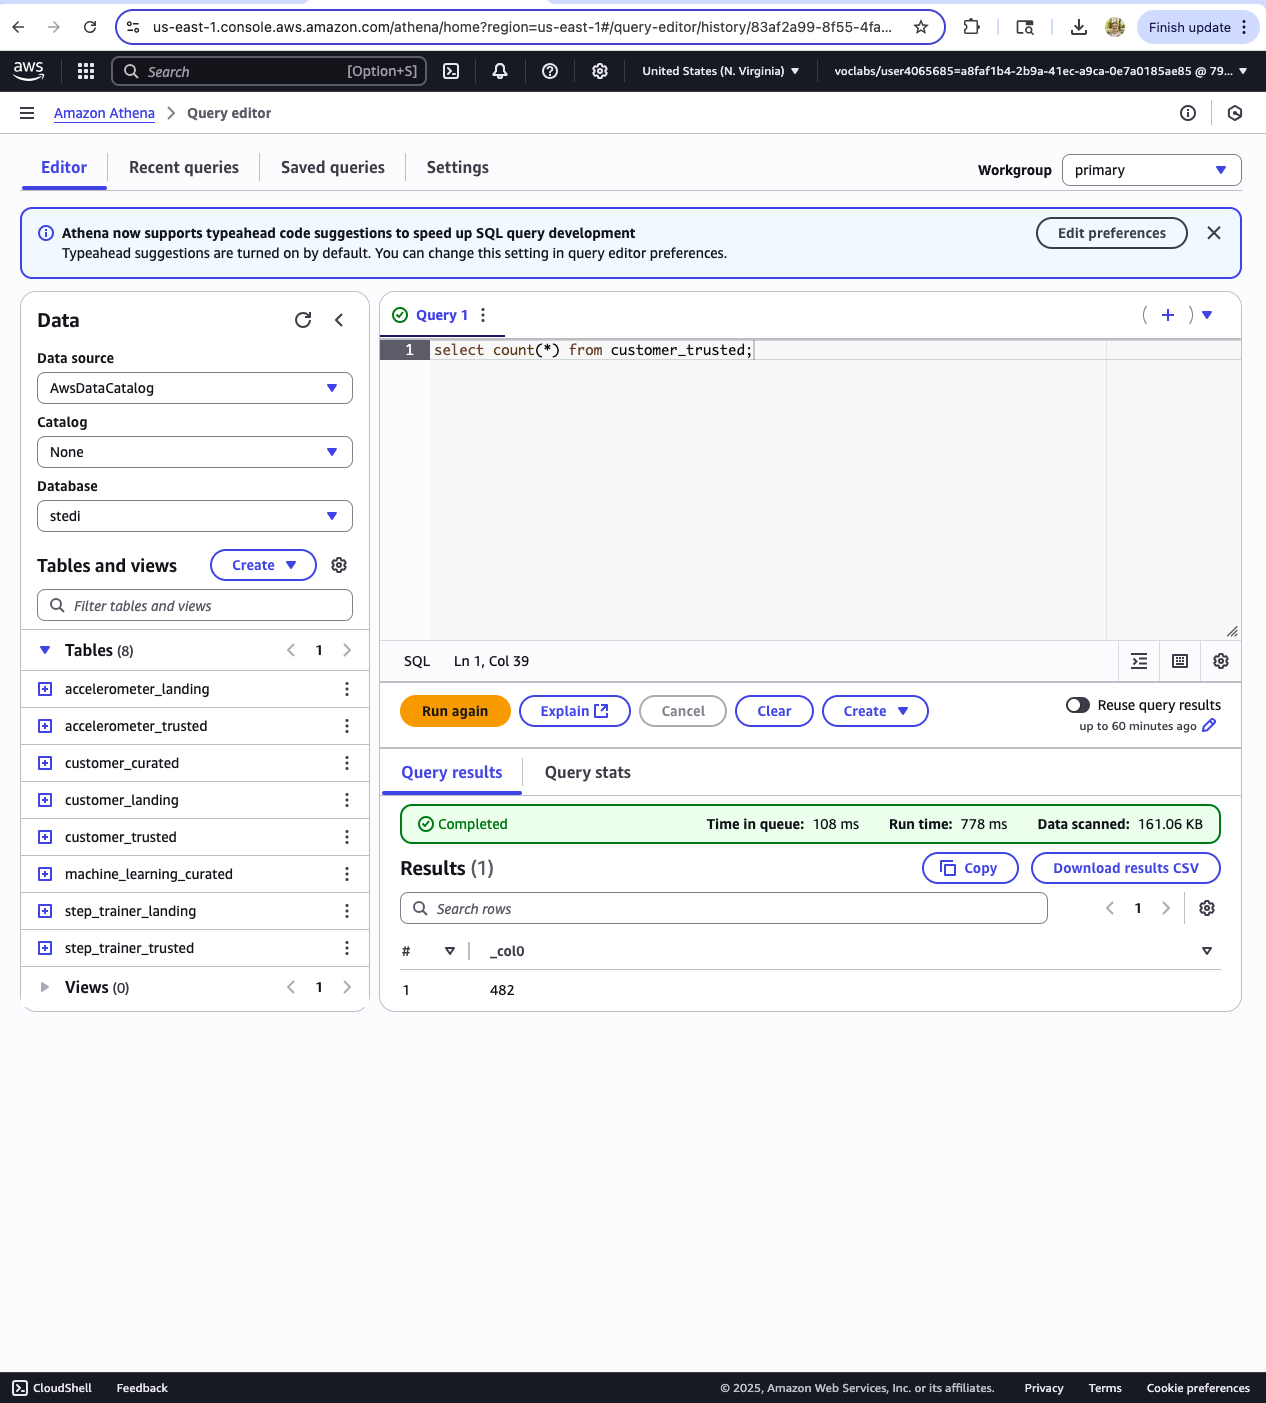 us-east-1.console.aws.amazon.com/athena/home?region=us-east-1#/query-editor/history/83af2a99-8f55-4fa...
Finish update
aws
Search
[Option+S]
United States (N. Virginia)
voclabs/user4065685=a8faf1b4-2b9a-41ec-a9ca-0e7a0185ae85 @ 79...
Amazon Athena
Query editor
Editor
Recent queries
Saved queries
Settings
Workgroup
primary
Athena now supports typeahead code suggestions to speed up SQL query development
Typeahead suggestions are turned on by default. You can change this setting in query editor preferences.
Edit preferences
Data
Data source
AwsDataCatalog
Catalog
None
Database
stedi
Tables and views
Create
Filter tables and views
Tables (8)
1
accelerometer_landing
accelerometer_trusted
customer_curated
customer_landing
customer_trusted
machine_learning_curated
step_trainer_landing
step_trainer_trusted
Views (0)
1
Query 1
1 select count(*) from customer_trusted;
SQL
Ln 1, Col 39
Run again
Explain
Cancel
Clear
Create
Reuse query results
up to 60 minutes ago
Query results
Query stats
Completed
Time in queue: 108 ms
Run time: 778 ms
Data scanned: 161.06 KB
Results (1)
Copy
Download results CSV
Search rows
1
# _col0
1 482
CloudShell
Feedback
© 2025, Amazon Web Services, Inc. or its affiliates.
Privacy
Terms
Cookie preferences